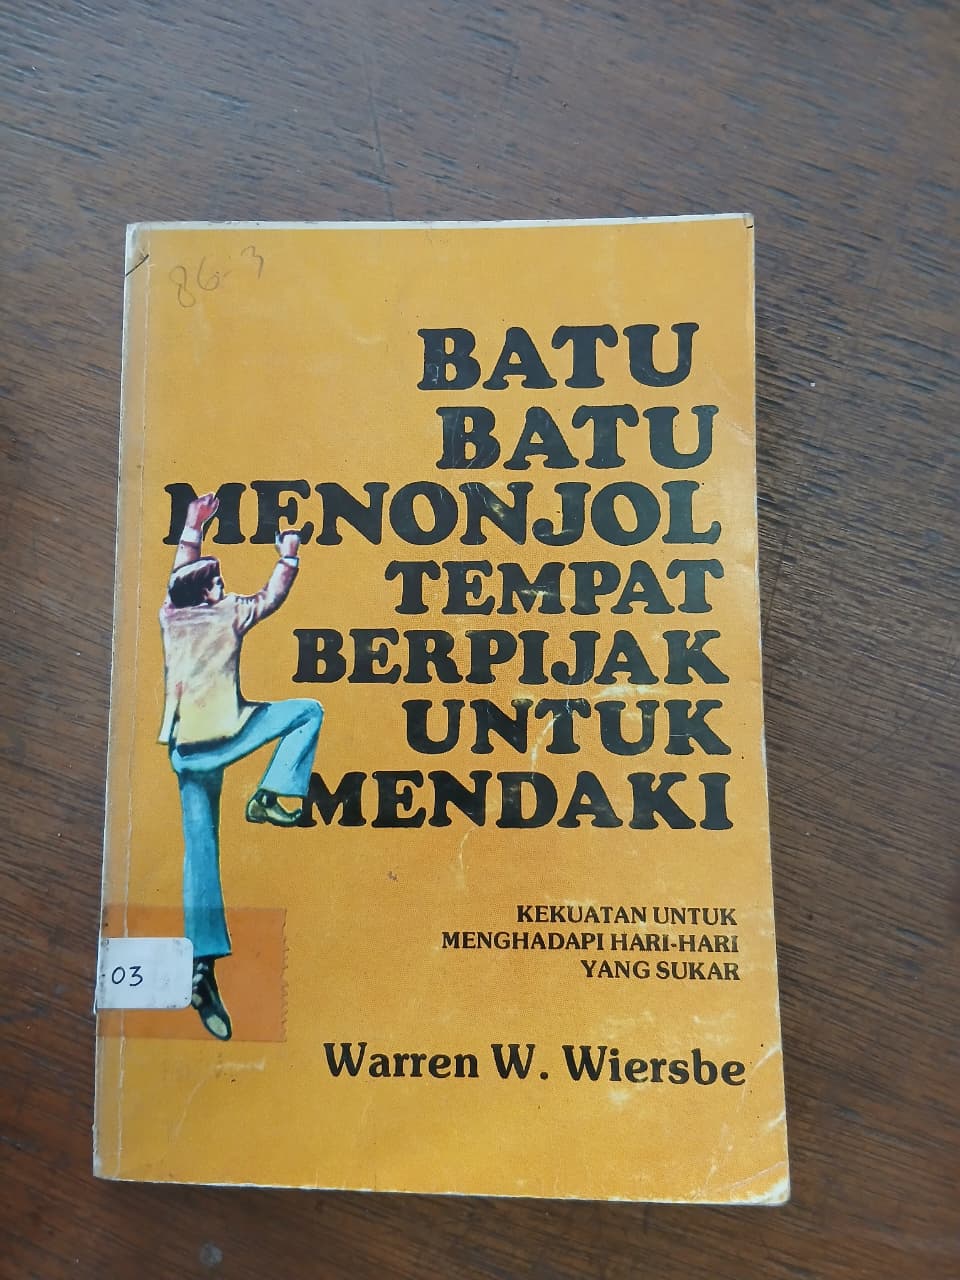 86-3
BATU
BATU
MENONJOL
TEMPAT
BERPIJAK
UNTUK
MENDAKI
KEKUATAN UNTUK
MENGHADAPI HARI-HARI
YANG SUKAR
03
Warren W. Wiersbe